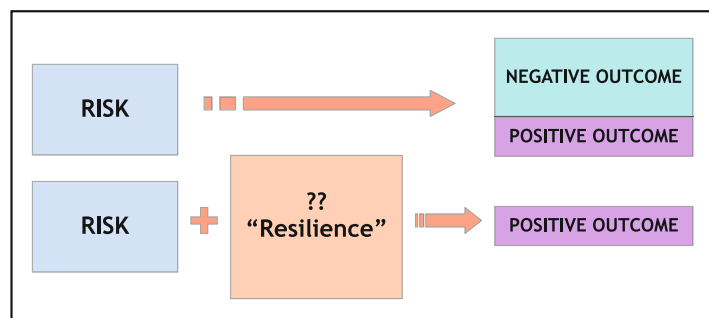 RISK
NEGATIVE OUTCOME
POSITIVE OUTCOME
RISK
??
“Resilience”
POSITIVE OUTCOME